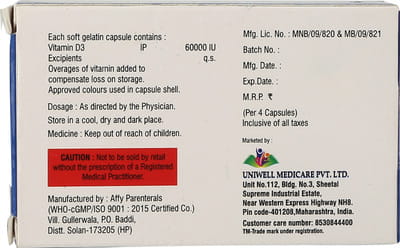 Each soft gelatin capsule contains :
Vitamin D3 IP 60000 IU
Excipients q.s.
Overages of vitamin added to
compensate loss on storage.
Approved colours used in capsule shell.
Dosage : As directed by the Physician.
Store in a cool, dry and dark place.
Medicine : Keep out of reach of children.
CAUTION : Not to be sold by retail
without the prescription of a Registered
Medical Practitioner.
Manufactured by : Affy Parenterals
(WHO-cGMP/ISO 9001 : 2015 Certified Co.)
Vill. Gullerwala, PO. Baddi,
Distt. Solan-173205 (HP)
Mfg. Lic. No. : MNB/09/820 & MB/09/821
Batch No. :
Mfg. Date :
Exp.Date :
M.R.P. ₹
(Per 4 Capsules)
Inclusive of all taxes
Marketed by :
UNIWELL MEDICARE PVT. LTD.
Unit No.112, Bldg. No.3, Sheetal
Supreme Industrial Estate,
Near Western Express Highway NH8.
Pin code-401208,Maharashtra, India.
Customer care number: 8530844400
TM-Trade mark under registration.